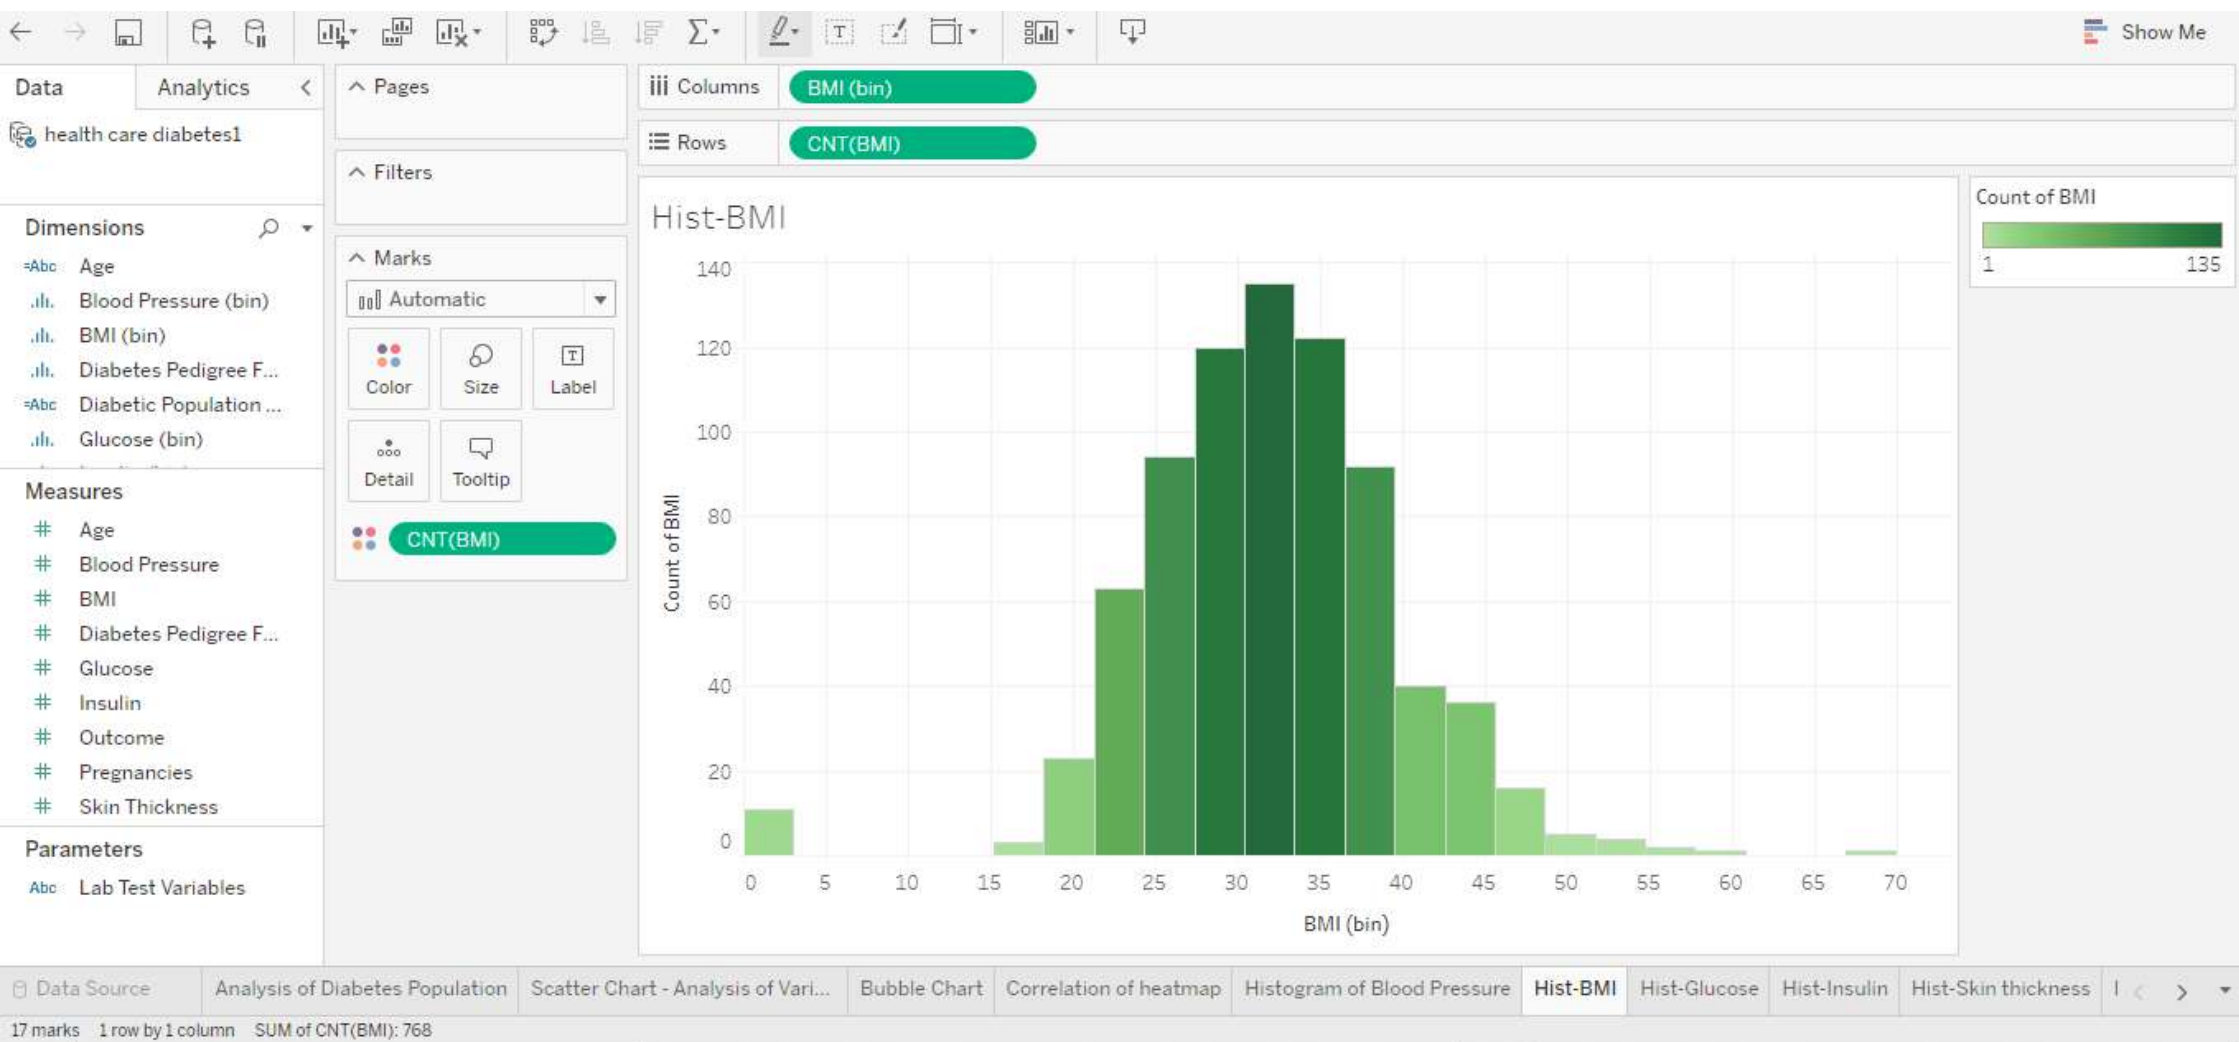 Show Me
Data
Analytics
health care diabetes1
Dimensions
=Abc Age
Blood Pressure (bin)
BMI (bin)
Diabetes Pedigree F...
=Abc Diabetic Population ...
Glucose (bin)
Measures
# Age
# Blood Pressure
# BMI
# Diabetes Pedigree F...
# Glucose
# Insulin
# Outcome
# Pregnancies
# Skin Thickness
Parameters
Abc Lab Test Variables
Pages
Filters
Marks
Automatic
Color
Size
T
Label
Detail
Tooltip
CNT(BMI)
Columns
BMI (bin)
Rows
CNT(BMI)
Hist-BMI
140
120
100
80
60
40
20
0
Count of BMI
0 5 10 15 20 25 30 35 40 45 50 55 60 65 70
BMI (bin)
Count of BMI
1 135
Data Source
Analysis of Diabetes Population
Scatter Chart - Analysis of Vari...
Bubble Chart
Correlation of heatmap
Histogram of Blood Pressure
Hist-BMI
Hist-Glucose
Hist-Insulin
Hist-Skin thickness
17 marks 1 row by 1 column SUM of CNT(BMI): 768